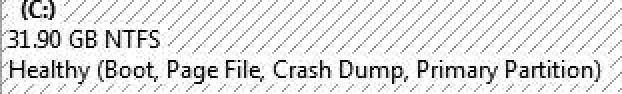 (C:)
31.90 GB NTFS
Healthy (Boot, Page File, Crash Dump, Primary Partition)